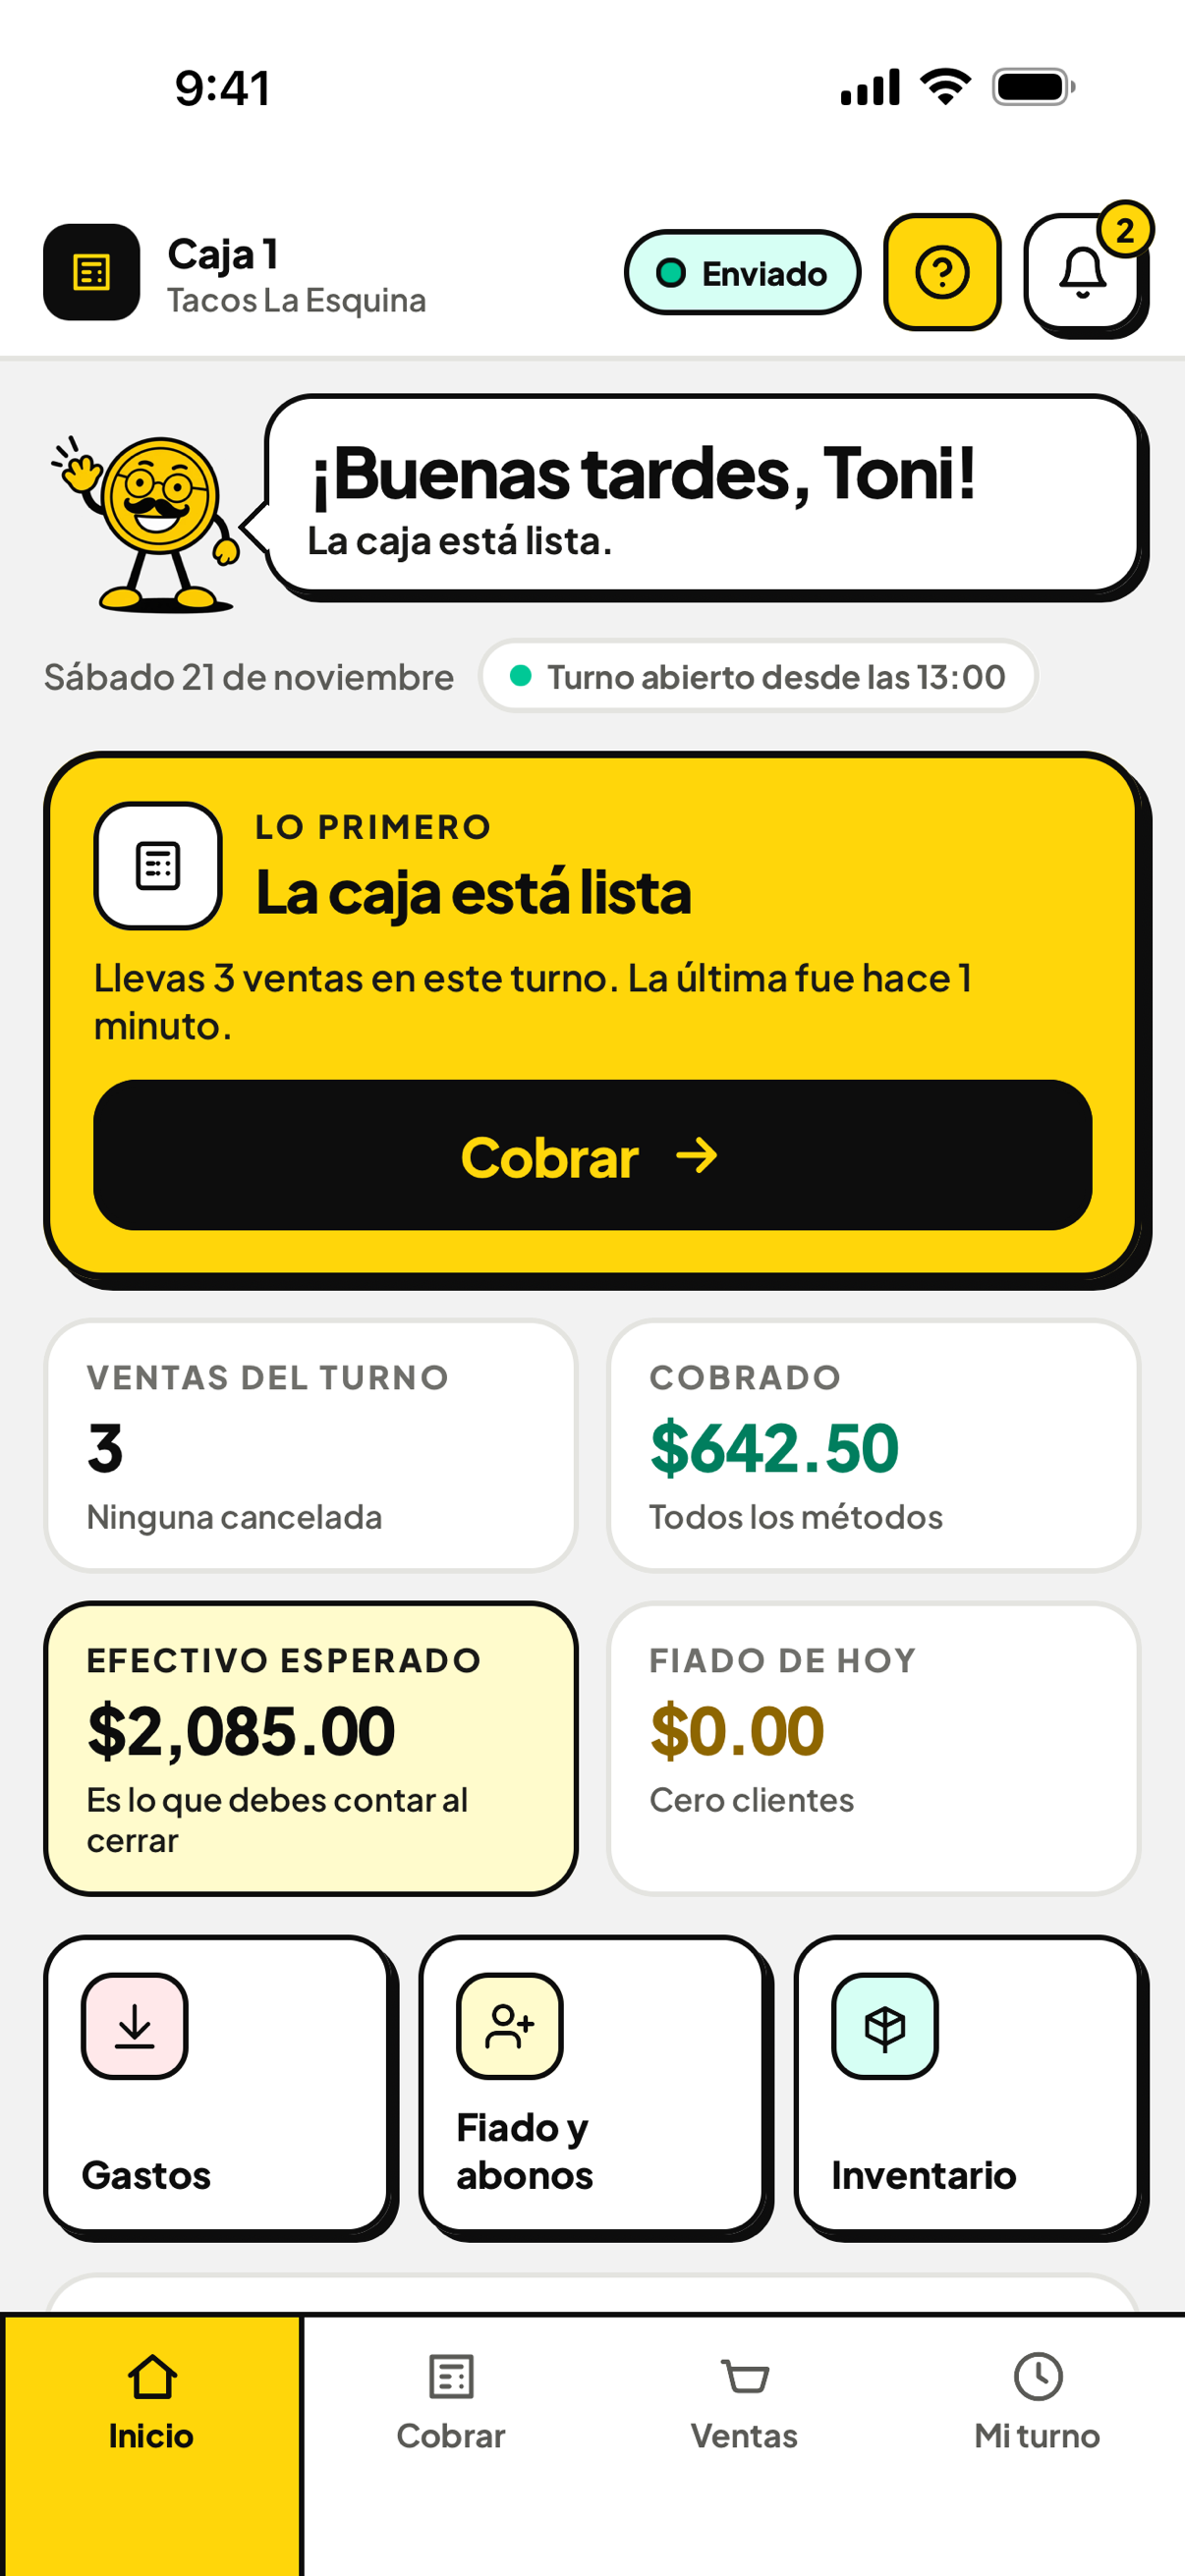 9:41
Caja 1
Tacos La Esquina
Enviado
2
¡Buenas tardes, Toni!
La caja está lista.
Sábado 21 de noviembre
Turno abierto desde las 13:00
LO PRIMERO
La caja está lista
Llevas 3 ventas en este turno. La última fue hace 1
minuto.
Cobrar →
VENTAS DEL TURNO
3
Ninguna cancelada
COBRADO
$642.50
Todos los métodos
EFECTIVO ESPERADO
$2,085.00
Es lo que debes contar al
cerrar
FIADO DE HOY
$0.00
Cero clientes
Gastos
Fiado y
abonos
Inventario
Inicio
Cobrar
Ventas
Mi turno